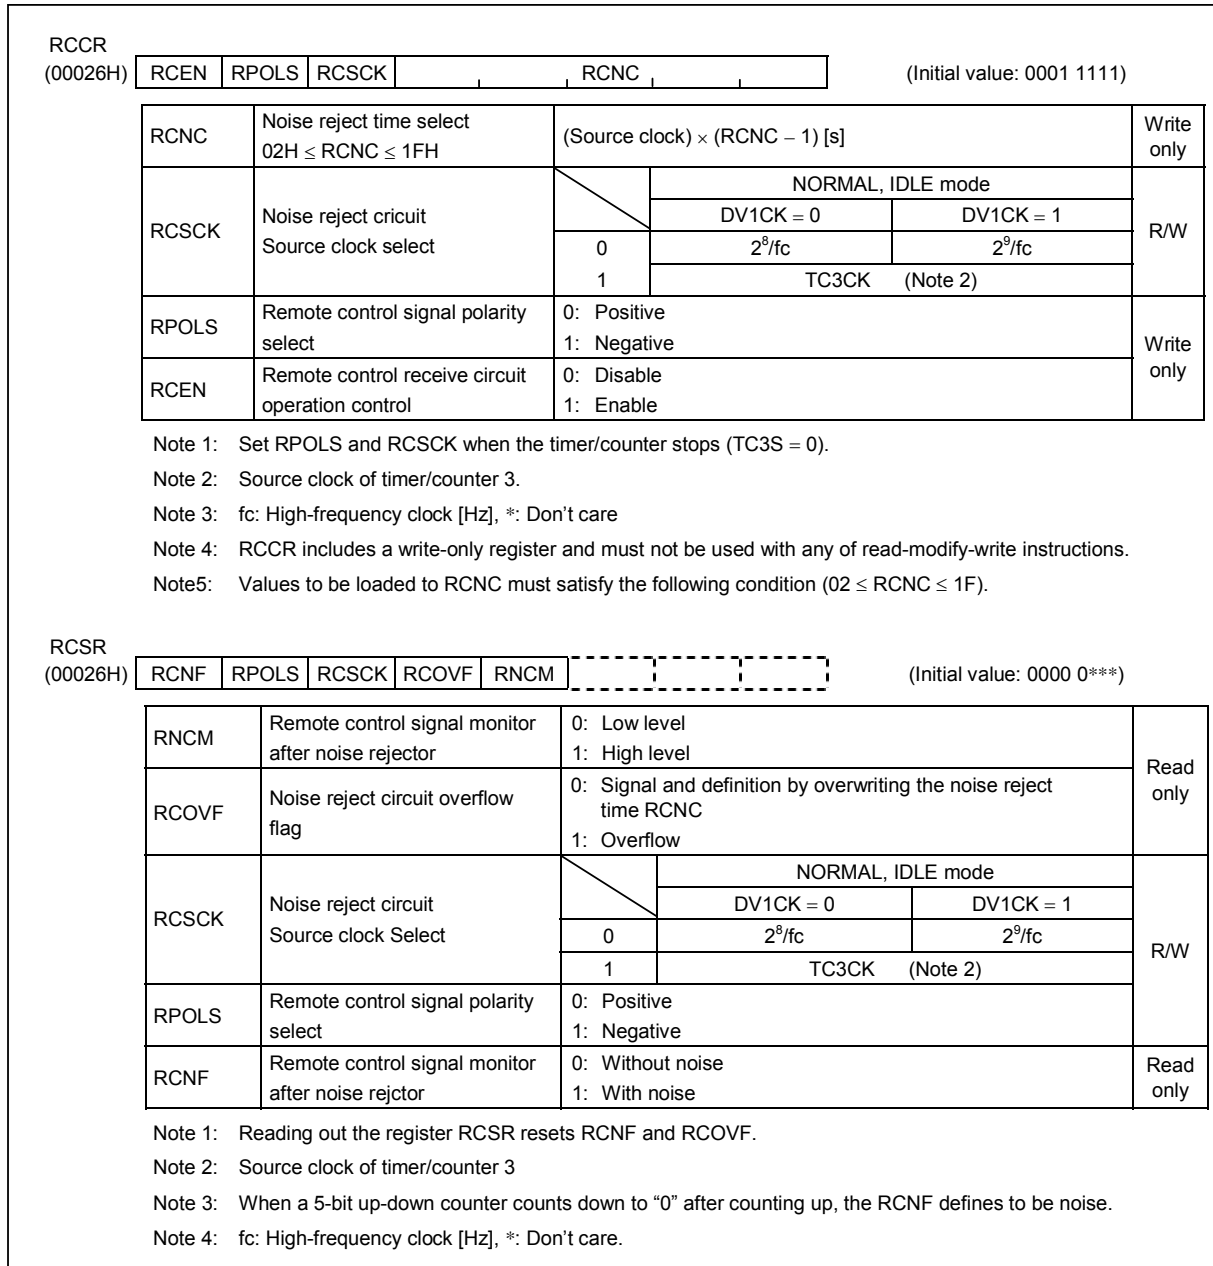 RCCR
(00026H) RCEN RPOLS RCSCK RCNC (Initial value: 0001 1111)
RCNC Noise reject time select 02H ≤ RCNC ≤ 1FH (Source clock) × (RCNC − 1) [s] Write only
RCSCK Noise reject cricuit Source clock select NORMAL, IDLE mode R/W
DV1CK = 0 DV1CK = 1
0 2^8/fc 2^9/fc
1 TC3CK (Note 2)
RPOLS Remote control signal polarity select 0: Positive
1: Negative
Write only
RCEN Remote control receive circuit operation control 0: Disable
1: Enable
Note 1: Set RPOLS and RCSCK when the timer/counter stops (TC3S = 0).
Note 2: Source clock of timer/counter 3.
Note 3: fc: High-frequency clock [Hz], *: Don't care
Note 4: RCCR includes a write-only register and must not be used with any of read-modify-write instructions.
Note5: Values to be loaded to RCNC must satisfy the following condition (02 ≤ RCNC ≤ 1F).
RCSR
(00026H) RCNF RPOLS RCSCK RCOVF RNCM (Initial value: 0000 0***)
RNCM Remote control signal monitor after noise rejector 0: Low level
1: High level
Read only
RCOVF Noise reject circuit overflow flag 0: Signal and definition by overwriting the noise reject time RCNC
1: Overflow
RCSCK Noise reject circuit Source clock Select NORMAL, IDLE mode
DV1CK = 0 DV1CK = 1
0 2^8/fc 2^9/fc
1 TC3CK (Note 2)
R/W
RPOLS Remote control signal polarity select 0: Positive
1: Negative
RCNF Remote control signal monitor after noise rejctor 0: Without noise
1: With noise
Read only
Note 1: Reading out the register RCSR resets RCNF and RCOVF.
Note 2: Source clock of timer/counter 3
Note 3: When a 5-bit up-down counter counts down to "0" after counting up, the RCNF defines to be noise.
Note 4: fc: High-frequency clock [Hz], *: Don't care.